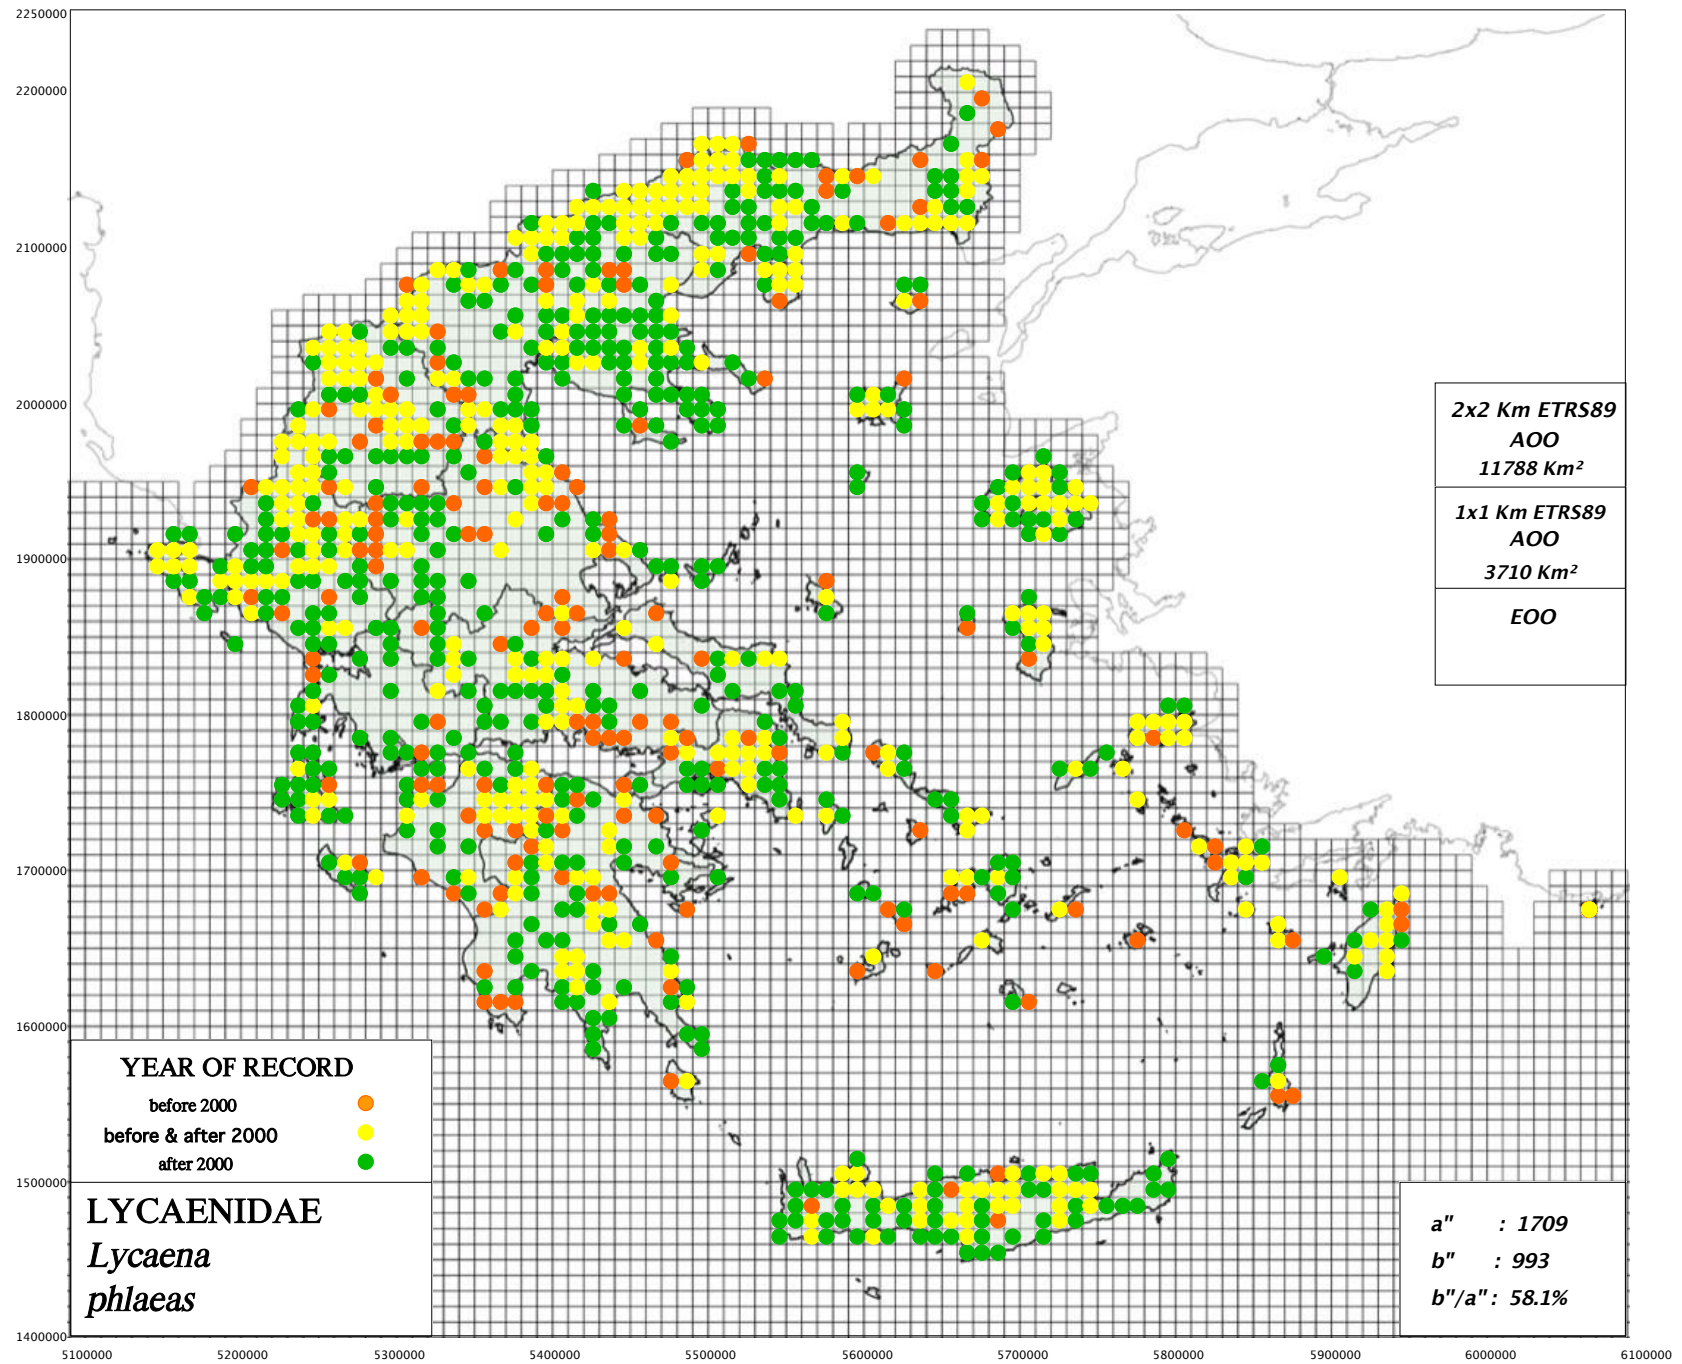 2250000
2200000
2100000
2000000
1900000
1800000
1700000
1600000
1500000
1400000
2x2 Km ETRS89
AOO
11788 Km²
1x1 Km ETRS89
AOO
3710 Km²
EOO
YEAR OF RECORD
before 2000
before & after 2000
after 2000
LYCAENIDAE
Lycaena
phlaeas
a" : 1709
b" : 993
b"/a" : 58.1%
5100000 5200000 5300000 5400000 5500000 5600000 5700000 5800000 5900000 6000000 6100000